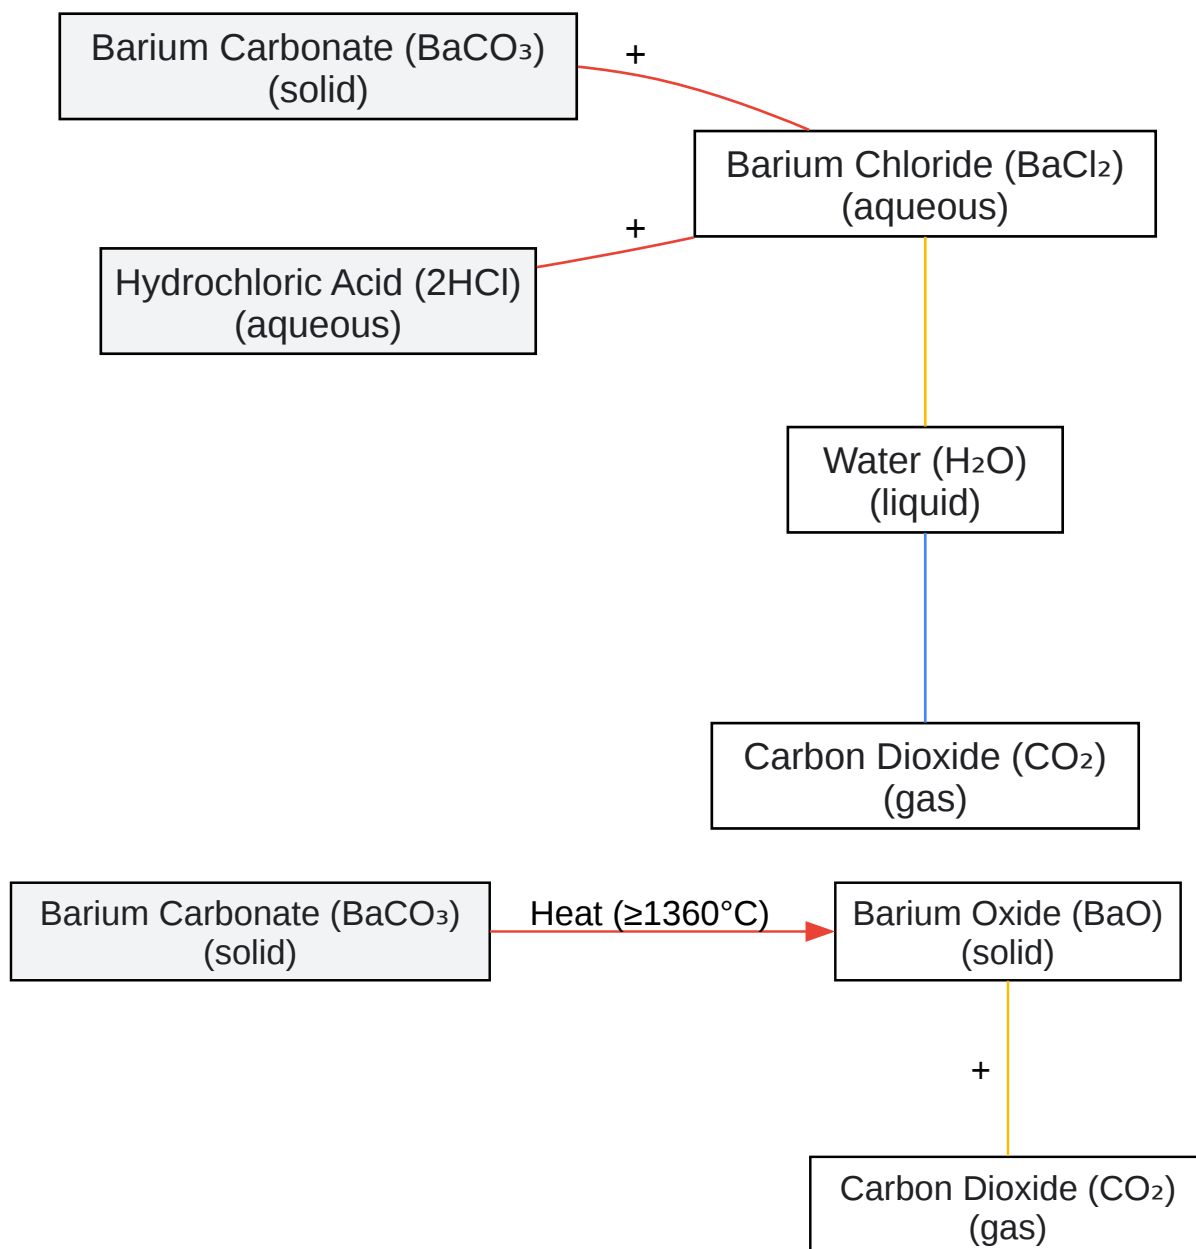 Barium Carbonate (BaCO₃)
(solid)
+
Barium Chloride (BaCl₂)
(aqueous)
+
Hydrochloric Acid (2HCl)
(aqueous)
Water (H₂O)
(liquid)
Carbon Dioxide (CO₂)
(gas)
Barium Carbonate (BaCO₃)
(solid)
Heat (≥1360°C)
Barium Oxide (BaO)
(solid)
+
Carbon Dioxide (CO₂)
(gas)